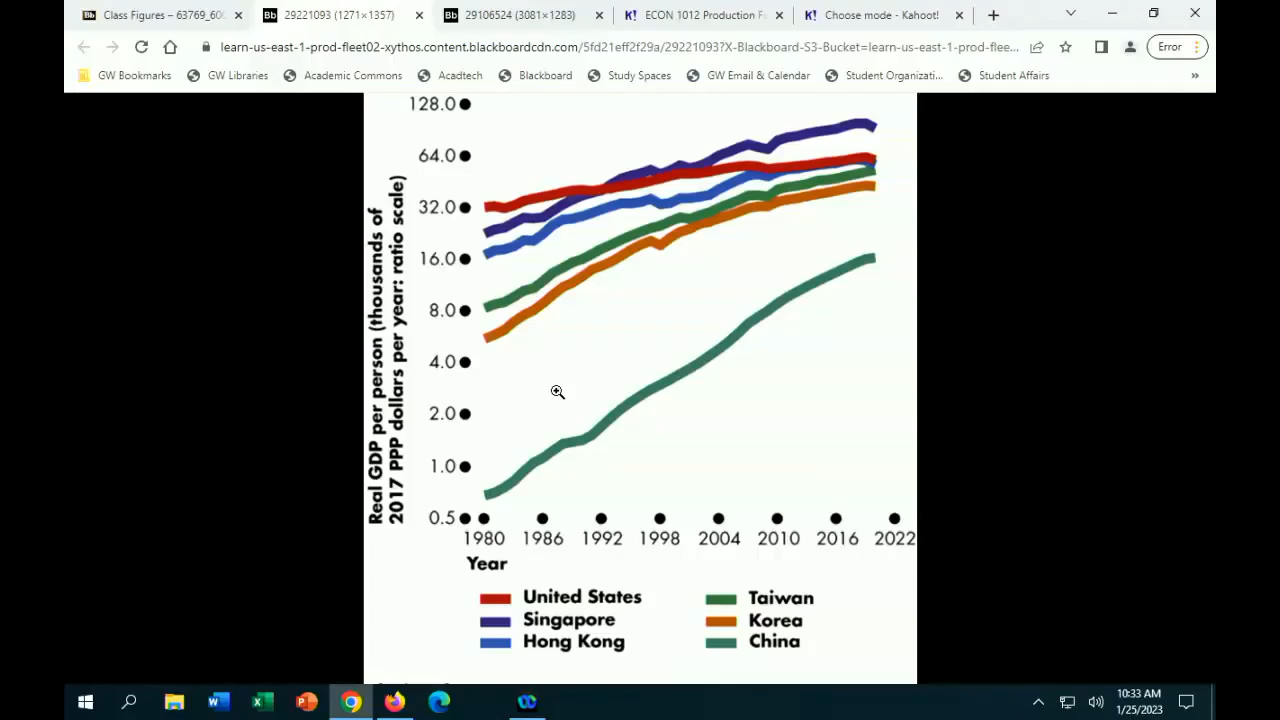 Class Figures – 63769_60
29221093 (1271×1357)
29106524 (3081×1283)
ECON 1012 Production F
Choose mode - Kahoot!
learn-us-east-1-prod-fleet02-xythos.content.blackboardcdn.com/5fd21eff2f29a/29221093?X-Blackboard-S3-Bucket=learn-us-east-1-prod-flee...
Error
GW Bookmarks
GW Libraries
Academic Commons
Acadtech
Blackboard
Study Spaces
GW Email & Calendar
Student Organizati...
Student Affairs
»
Real GDP per person (thousands of
2017 PPP dollars per year: ratio scale)
128.0
64.0
32.0
16.0
8.0
4.0
2.0
1.0
0.5
1980 1986 1992 1998 2004 2010 2016 2022
Year
United States Taiwan
Singapore Korea
Hong Kong China
10:33 AM
1/25/2023